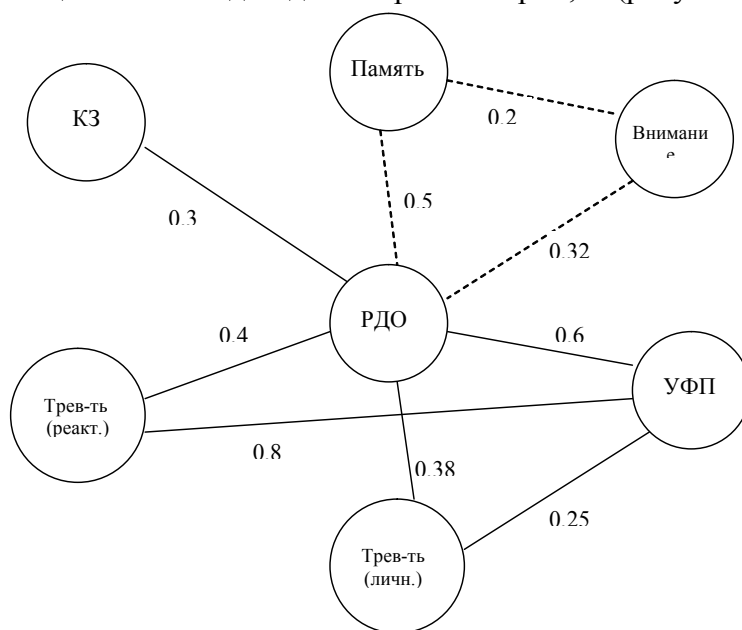 Память
КЗ
0.2
Внимани
е
0.5
0.3
0.32
РДО
0.4
0.6
УФП
Трев-ть
(реакт.)
0.8
0.38
0.25
Трев-ть
(личн.)